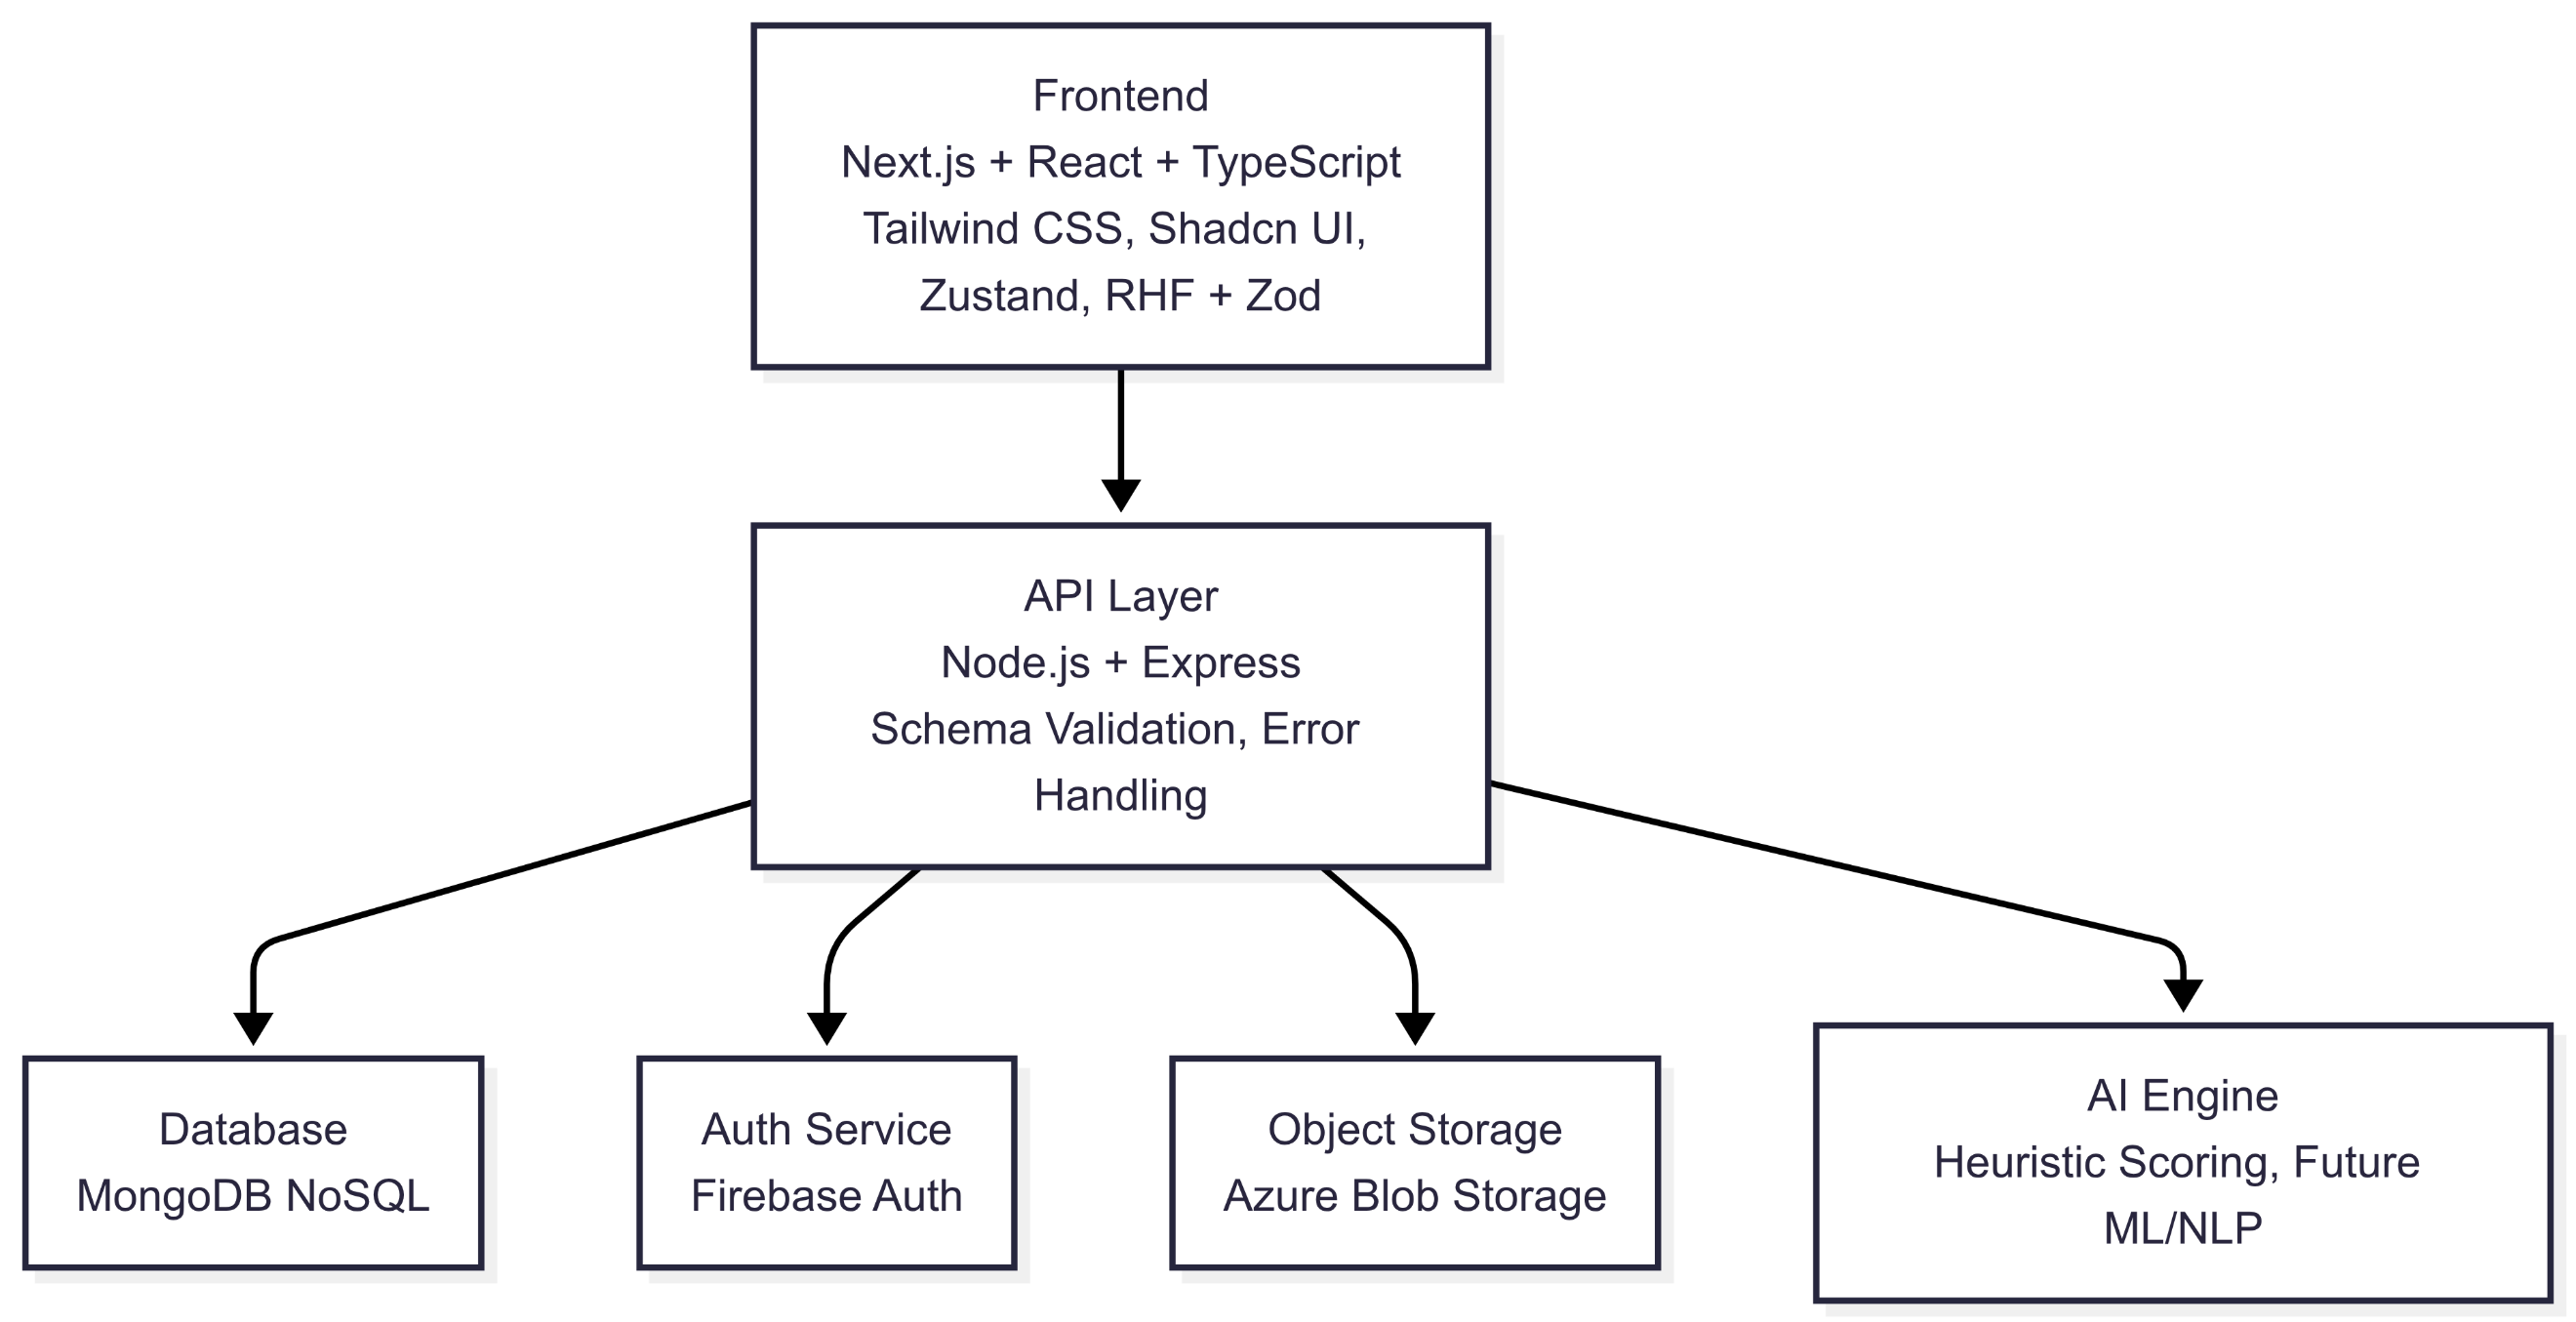 Frontend
Next.js + React + TypeScript
Tailwind CSS, Shadcn UI,
Zustand, RHF + Zod
API Layer
Node.js + Express
Schema Validation, Error
Handling
Database
MongoDB NoSQL
Auth Service
Firebase Auth
Object Storage
Azure Blob Storage
AI Engine
Heuristic Scoring, Future
ML/NLP